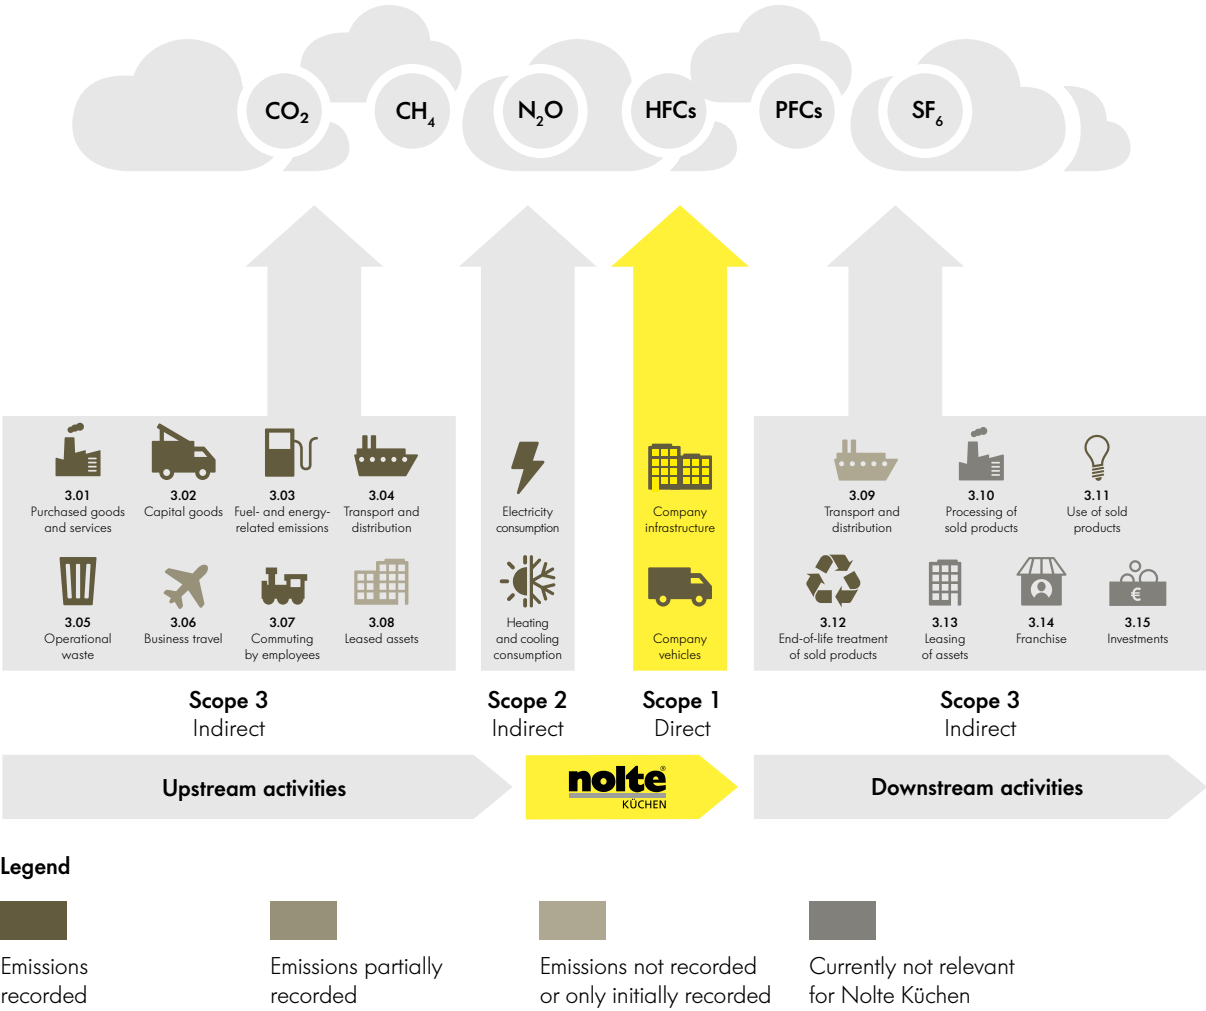 CO2
CH4
N2O
HFCs
PFCs
SF6
3.01
Purchased goods
and services
3.02
Capital goods
3.03
Fuel- and energy-
related emissions
3.04
Transport and
distribution
3.05
Operational
waste
3.06
Business travel
3.07
Commuting
by employees
3.08
Leased assets
Electricity
consumption
Heating
and cooling
consumption
Company
infrastructure
Company
vehicles
3.09
Transport and
distribution
3.10
Processing of
sold products
3.11
Use of sold
products
3.12
End-of-life treatment
of sold products
3.13
Leasing
of assets
3.14
Franchise
€
3.15
Investments
Scope 3
Indirect
Scope 2
Indirect
Scope 1
Direct
Scope 3
Indirect
Upstream activities
nolte®
KÜCHEN
Downstream activities
Legend
Emissions
recorded
Emissions partially
recorded
Emissions not recorded
or only initially recorded
Currently not relevant
for Nolte Küchen